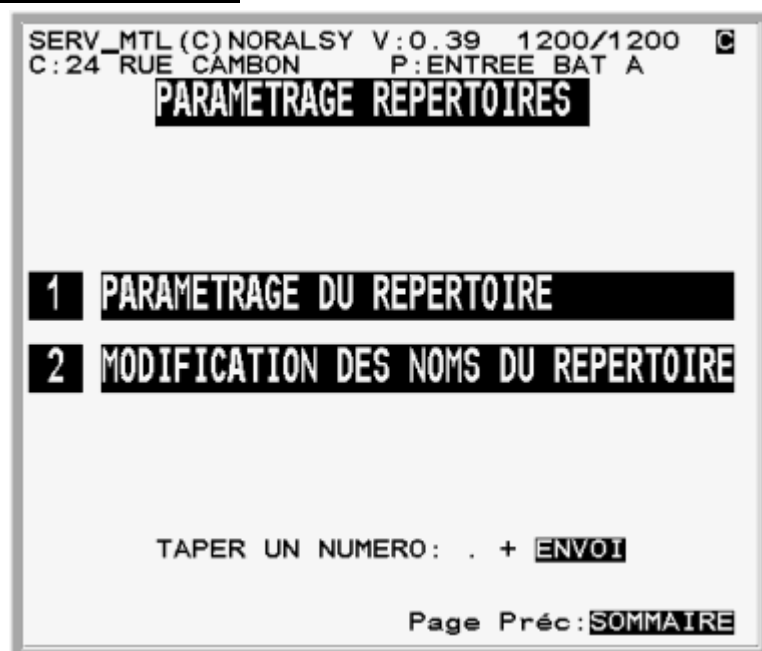 SERV_MTL(C)NORALSY V:0.39 1200/1200 C
C:24 RUE CAMBON P:ENTREE BAT A
PARAMETRAGE REPERTOIRES
1 PARAMETRAGE DU REPERTOIRE
2 MODIFICATION DES NOMS DU REPERTOIRE
TAPER UN NUMERO: . + ENVOI
Page Préc:SOMMAIRE